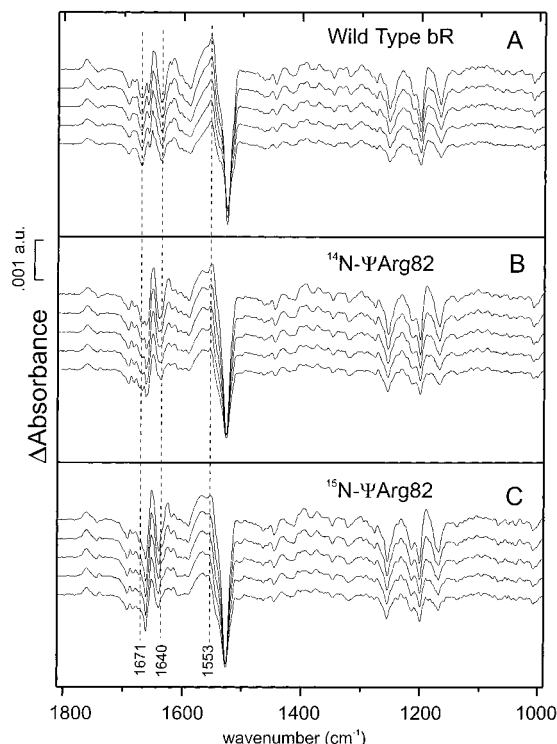 Wild Type bR
A
.001 a.u.
ΔAbsorbance
¹⁴N-ΨArg82
B
¹⁵N-ΨArg82
C
1671
1640
1553
1800
1600
1400
1200
1000
wavenumber (cm⁻¹)